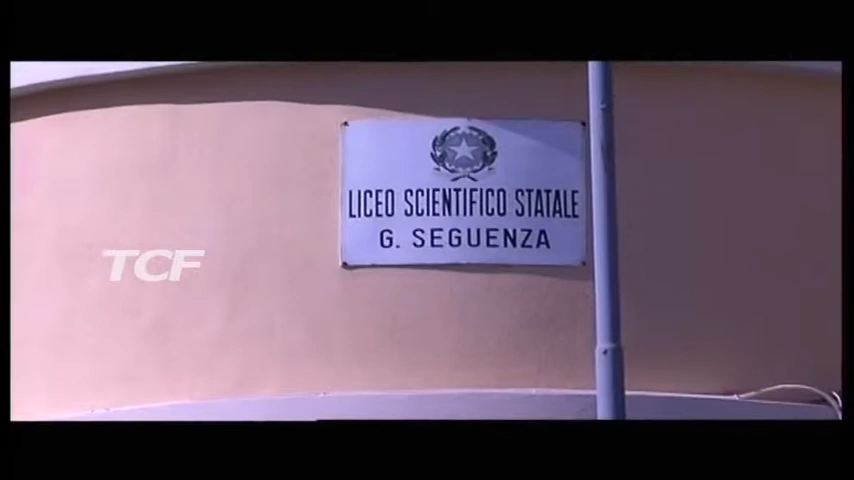 LICEO SCIENTIFICO STATALE
G. SEGUENZA
TCF